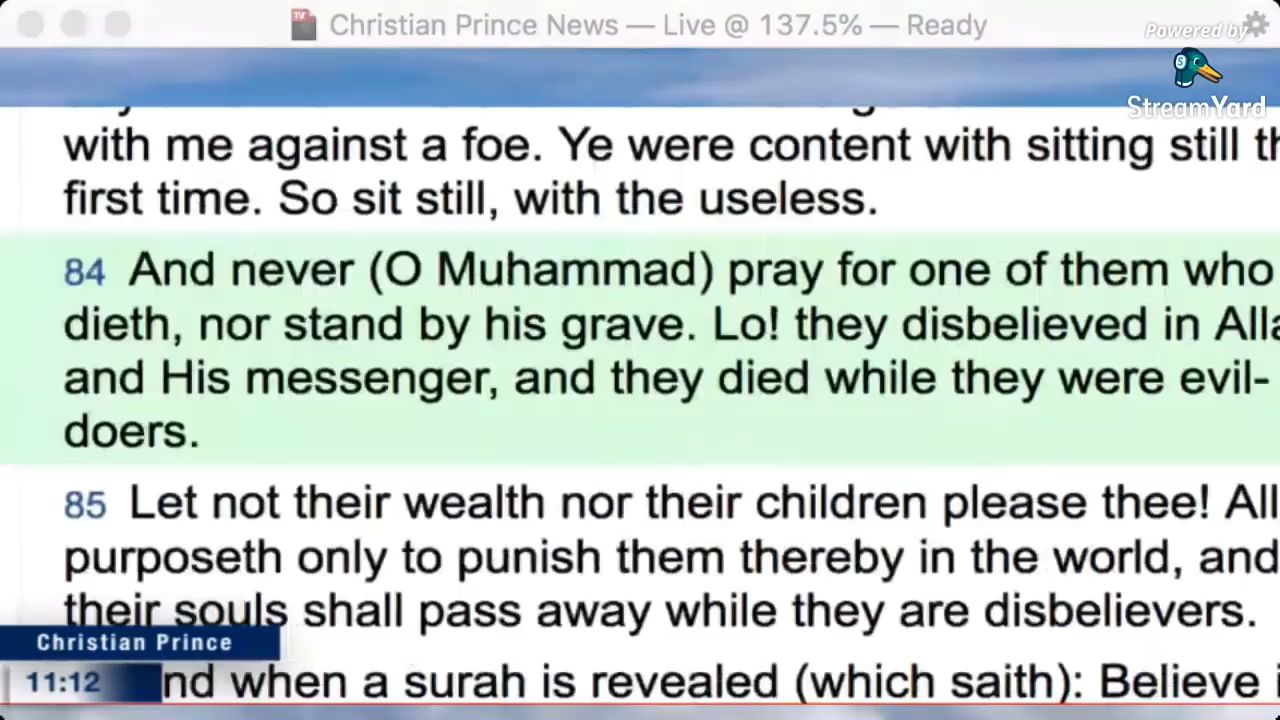 Christian Prince News — Live @ 137.5% — Ready
Powered by
StreamYard
with me against a foe. Ye were content with sitting still th
first time. So sit still, with the useless.
84 And never (O Muhammad) pray for one of them who
dieth, nor stand by his grave. Lo! they disbelieved in Alla
and His messenger, and they died while they were evil-
doers.
85 Let not their wealth nor their children please thee! All
purposeth only to punish them thereby in the world, and
their souls shall pass away while they are disbelievers.
Christian Prince
11:12
nd when a surah is revealed (which saith): Believe i